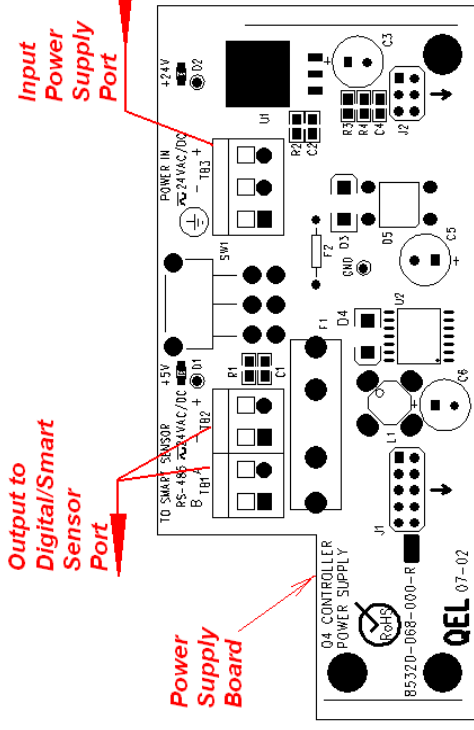 Input
Power
Supply
Port
Output to
Digital/Smart
Sensor
Port
Power
Supply
Board
+24V
D2
POWER IN
24VAC/DC
- +
TB3
SW1
U1
C3
R2
C2
R3
R4
C4
J2
+5V
D1
TO SMART SENSOR
RS-485 24VAC/DC
B A - +
TB1 TB2
R1
C1
F1
F2
GND
D3
D5
C5
+
D4
U2
L1
C6
+
J1
Q4 CONTROLLER
POWER SUPPLY
RoHS
85320-068-000-R
QEL 07-02